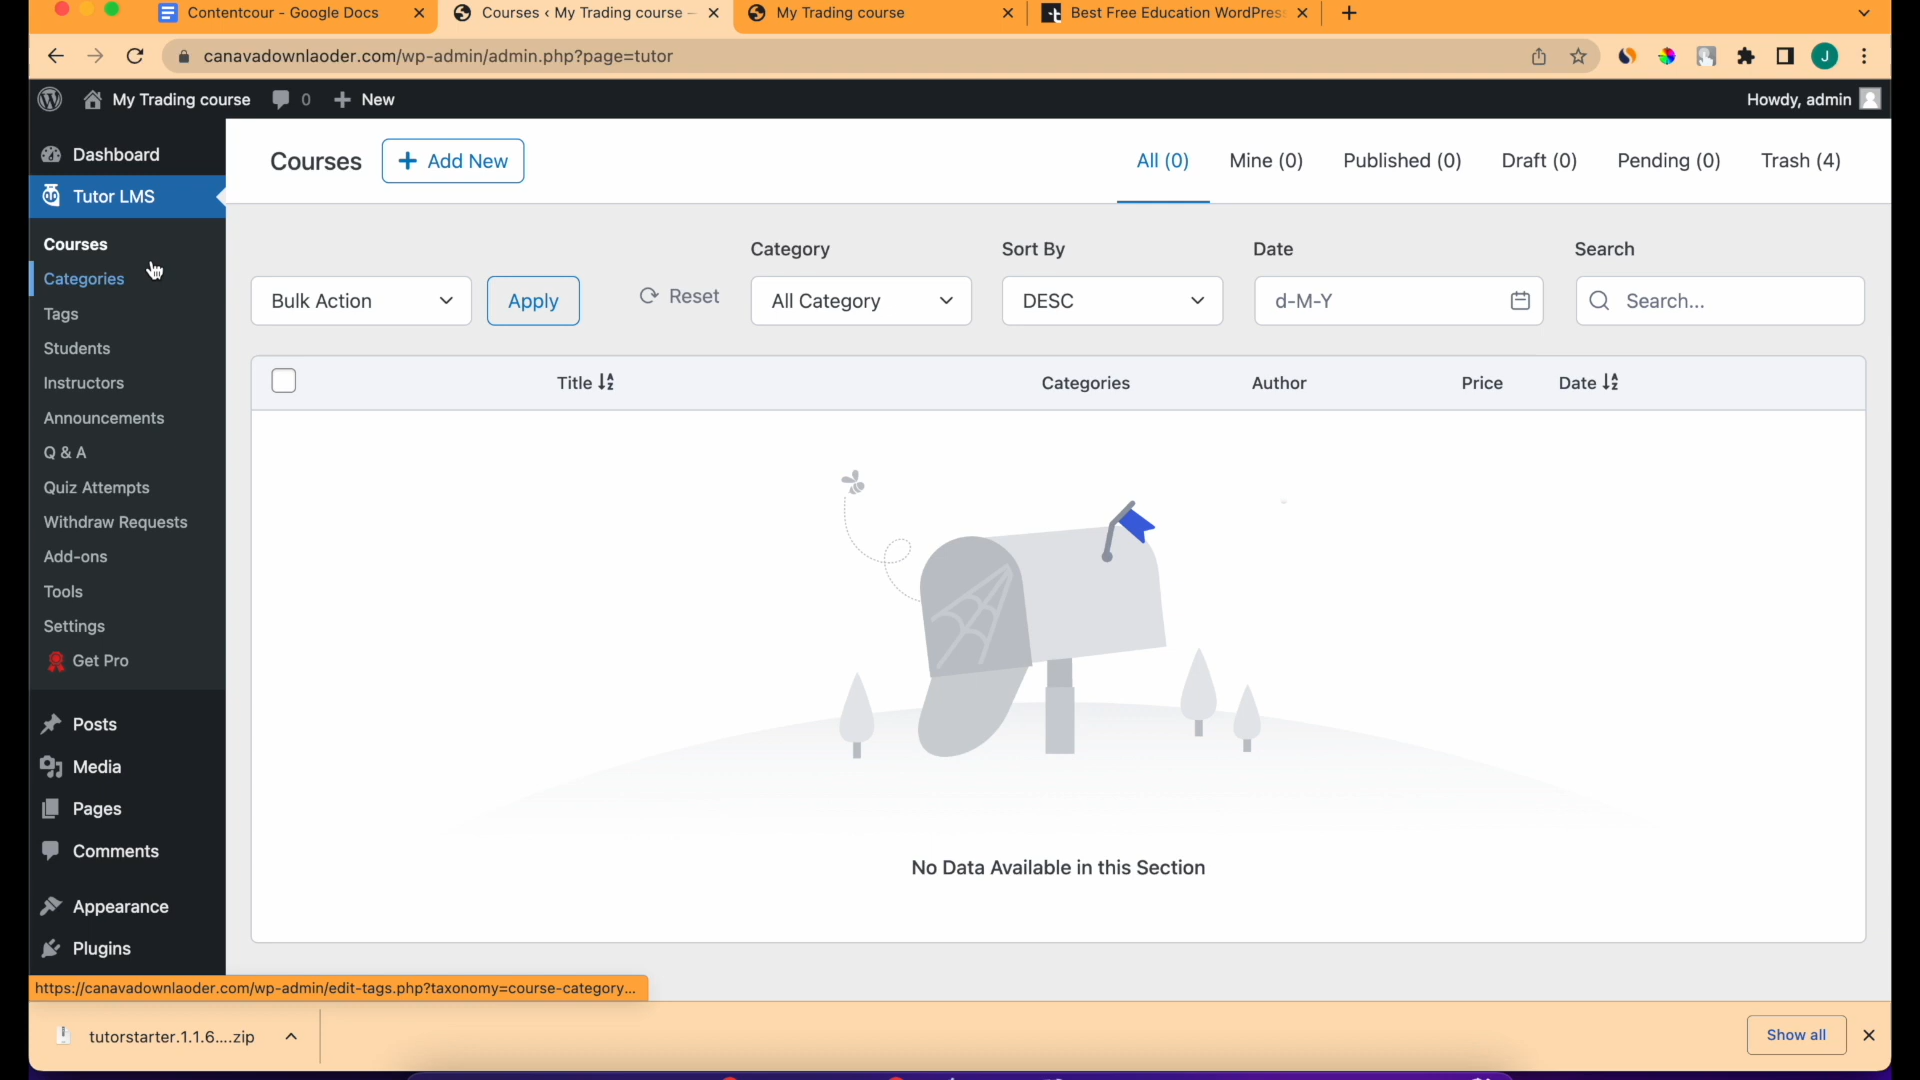 Contentcour - Google Docs
Courses ‹ My Trading course –
My Trading course
Best Free Education WordPress
canavadownlaoder.com/wp-admin/admin.php?page=tutor
J
My Trading course
0
New
Howdy, admin
Dashboard
Tutor LMS
Courses
Categories
Tags
Students
Instructors
Announcements
Q & A
Quiz Attempts
Withdraw Requests
Add-ons
Tools
Settings
Get Pro
Posts
Media
Pages
Comments
Appearance
Plugins
Courses
Add New
All (0)
Mine (0)
Published (0)
Draft (0)
Pending (0)
Trash (4)
Category
Sort By
Date
Search
Bulk Action
Apply
Reset
All Category
DESC
d-M-Y
Search...
Title
Categories
Author
Price
Date
No Data Available in this Section
https://canavadownlaoder.com/wp-admin/edit-tags.php?taxonomy=course-category...
tutorstarter.1.1.6....zip
Show all